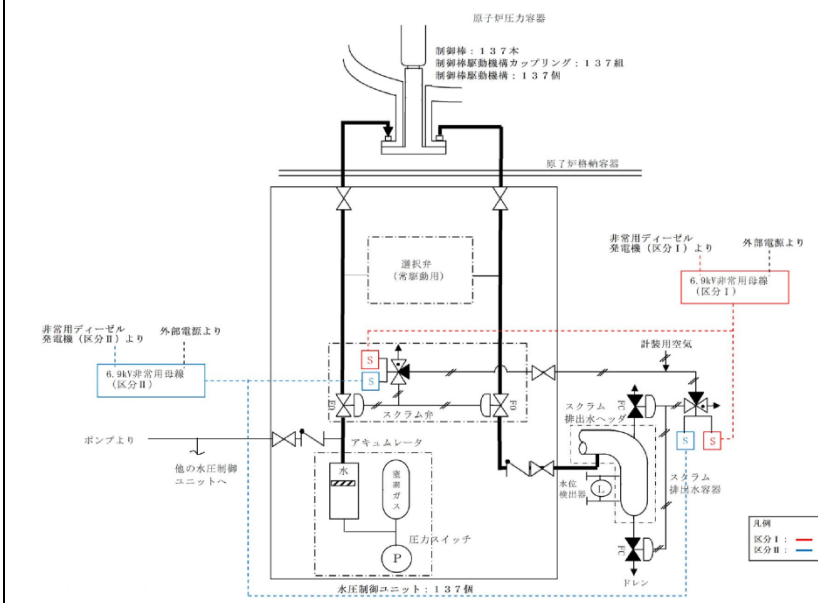 原子炉圧力容器
制御棒：137本
制御棒駆動機構カップリング：137組
制御棒駆動機構：137個
原子炉格納容器
選択弁
(常駆動用)
非常用ディーゼル
発電機（区分Ⅰ）より
外部電源より
6.9kV非常用母線
(区分Ⅰ)
非常用ディーゼル
発電機（区分Ⅱ）より
外部電源より
6.9kV非常用母線
(区分Ⅱ)
S
S
計装用空気
FO
FO
スクラム弁
スクラム
排出水ヘッダ
FC
S
S
ポンプより
他の水圧制御
ユニットへ
アキュムレータ
水
窒素ガス
圧力スイッチ
P
水位
検出器
L
スクラム
排出水容器
FC
ドレン
水圧制御ユニット：137個
凡例
区分Ⅰ：
区分Ⅱ：